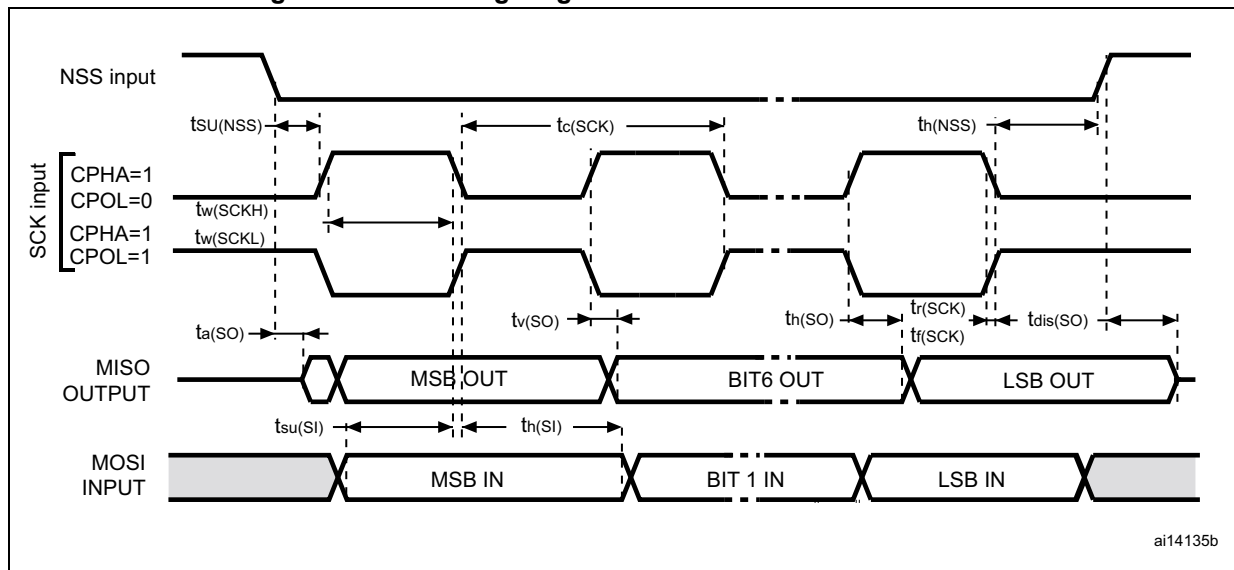 NSS input
tSU(NSS)
tc(SCK)
th(NSS)
SCK input
CPHA=1
CPOL=0
tw(SCKH)
CPHA=1
tw(SCKL)
CPOL=1
ta(SO)
tv(SO)
th(SO)
tr(SCK)
tf(SCK)
tdis(SO)
MISO
OUTPUT
MSB OUT
BIT6 OUT
LSB OUT
tsu(SI)
th(SI)
MOSI
INPUT
MSB IN
BIT 1 IN
LSB IN
ai14135b